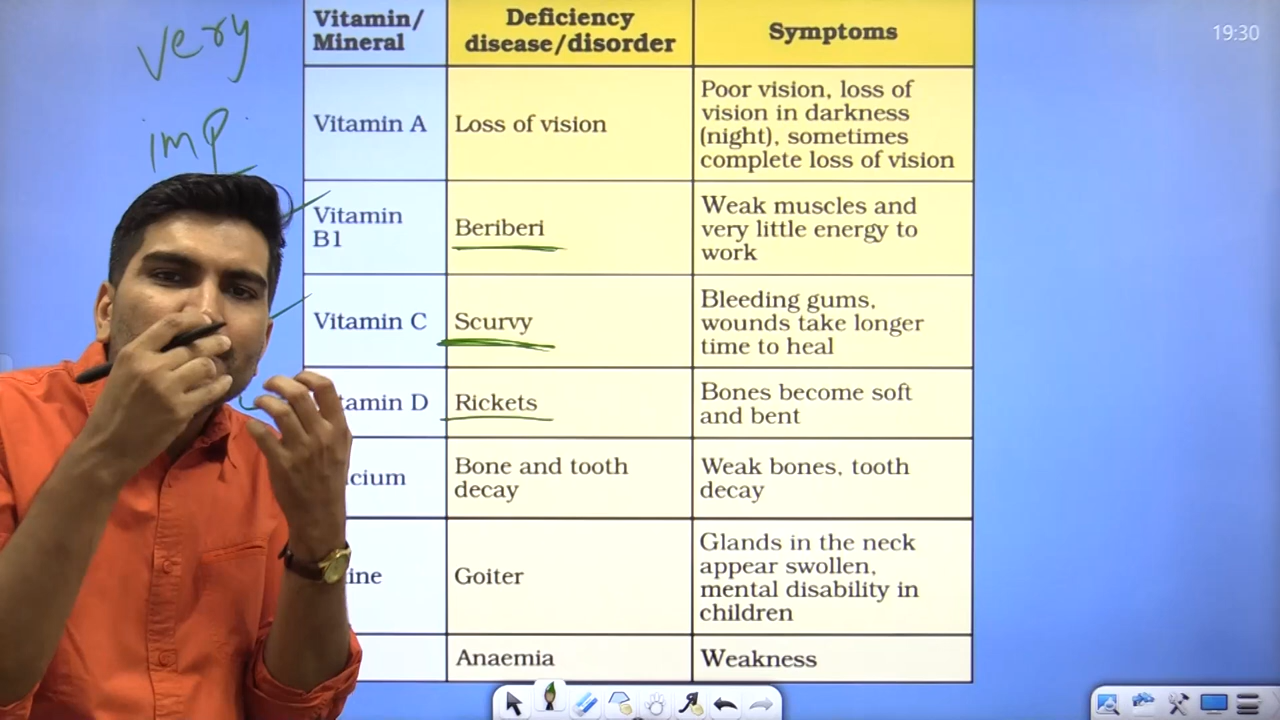 very
imp
19:30
Vitamin/
Mineral
Deficiency
disease/disorder
Symptoms
Vitamin A
Loss of vision
Poor vision, loss of
vision in darkness
(night), sometimes
complete loss of vision
Vitamin
B1
Beriberi
Weak muscles and
very little energy to
work
Vitamin C
Scurvy
Bleeding gums,
wounds take longer
time to heal
tamin D
Rickets
Bones become soft
and bent
cium
Bone and tooth
decay
Weak bones, tooth
decay
ine
Goiter
Glands in the neck
appear swollen,
mental disability in
children
Anaemia
Weakness